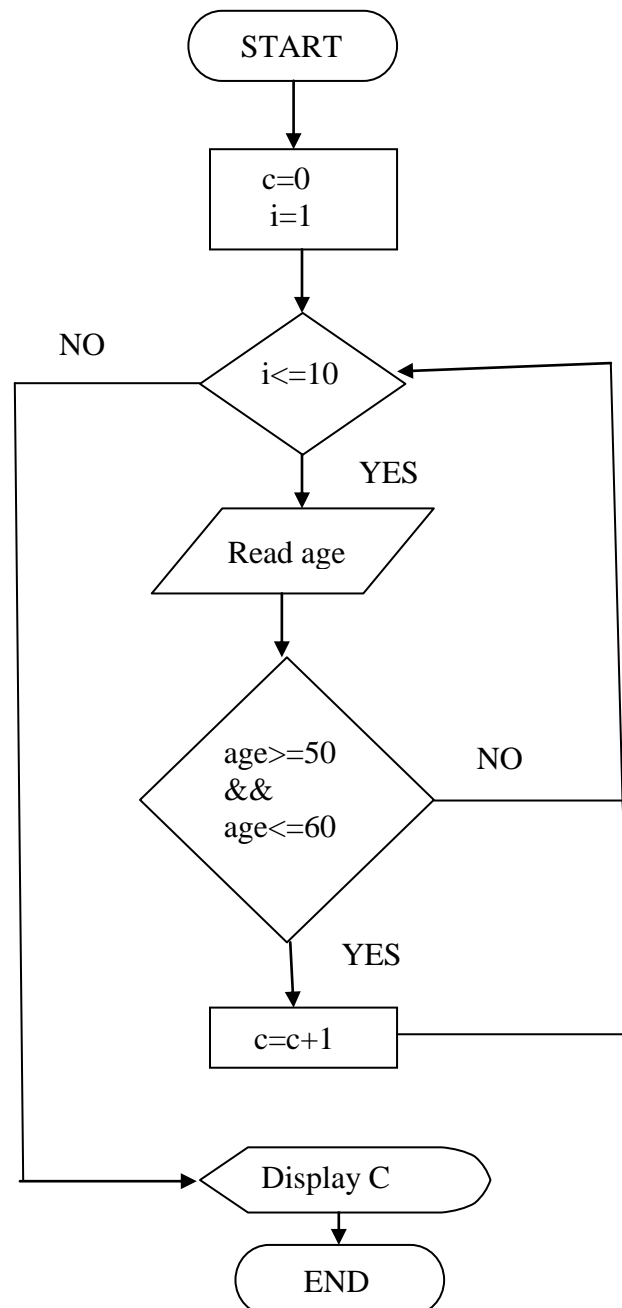 START
c=0
i=1
NO
i<=10
YES
Read age
age>=50
&&
age<=60
NO
YES
c=c+1
Display C
END